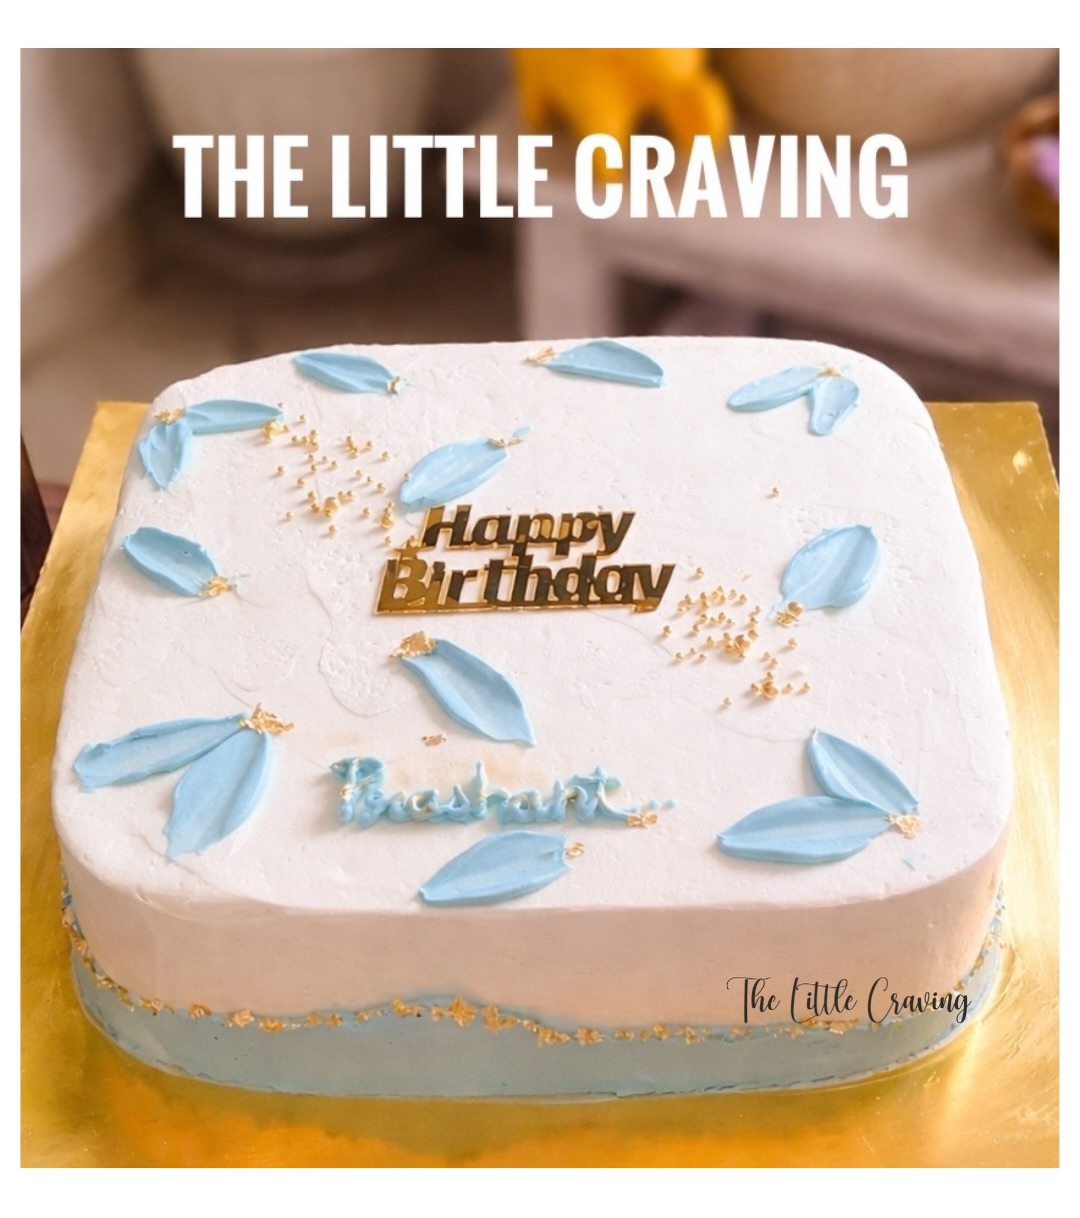 THE LITTLE CRAVING
Happy
Birthday
Prashant
The Little Craving